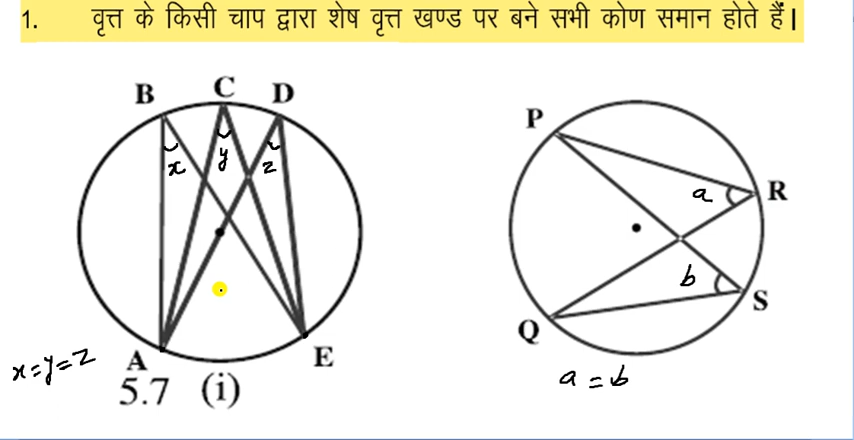 1. वृत्त के किसी चाप द्वारा शेष वृत्त खण्ड पर बने सभी कोण समान होते हैं।
B C D
x y z
A E
x=y=z
5.7 (i)
P
R
a
b
S
Q
a = b